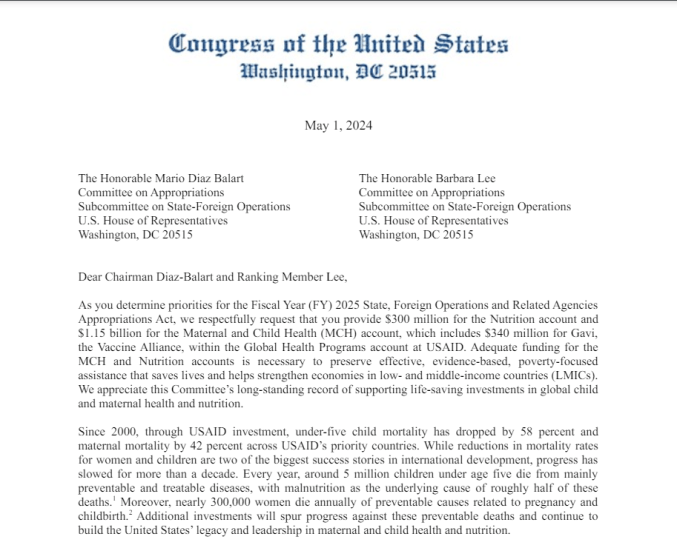 Congress of the United States
Washington, DC 20515
May 1, 2024
The Honorable Mario Diaz Balart
Committee on Appropriations
Subcommittee on State-Foreign Operations
U.S. House of Representatives
Washington, DC 20515
The Honorable Barbara Lee
Committee on Appropriations
Subcommittee on State-Foreign Operations
U.S. House of Representatives
Washington, DC 20515
Dear Chairman Diaz-Balart and Ranking Member Lee,
As you determine priorities for the Fiscal Year (FY) 2025 State, Foreign Operations and Related Agencies
Appropriations Act, we respectfully request that you provide $300 million for the Nutrition account and
$1.15 billion for the Maternal and Child Health (MCH) account, which includes $340 million for Gavi,
the Vaccine Alliance, within the Global Health Programs account at USAID. Adequate funding for the
MCH and Nutrition accounts is necessary to preserve effective, evidence-based, poverty-focused
assistance that saves lives and helps strengthen economies in low- and middle-income countries (LMICs).
We appreciate this Committee's long-standing record of supporting life-saving investments in global child
and maternal health and nutrition.
Since 2000, through USAID investment, under-five child mortality has dropped by 58 percent and
maternal mortality by 42 percent across USAID's priority countries. While reductions in mortality rates
for women and children are two of the biggest success stories in international development, progress has
slowed for more than a decade. Every year, around 5 million children under age five die from mainly
preventable and treatable diseases, with malnutrition as the underlying cause of roughly half of these
deaths.¹ Moreover, nearly 300,000 women die annually of preventable causes related to pregnancy and
childbirth.² Additional investments will spur progress against these preventable deaths and continue to
build the United States' legacy and leadership in maternal and child health and nutrition.